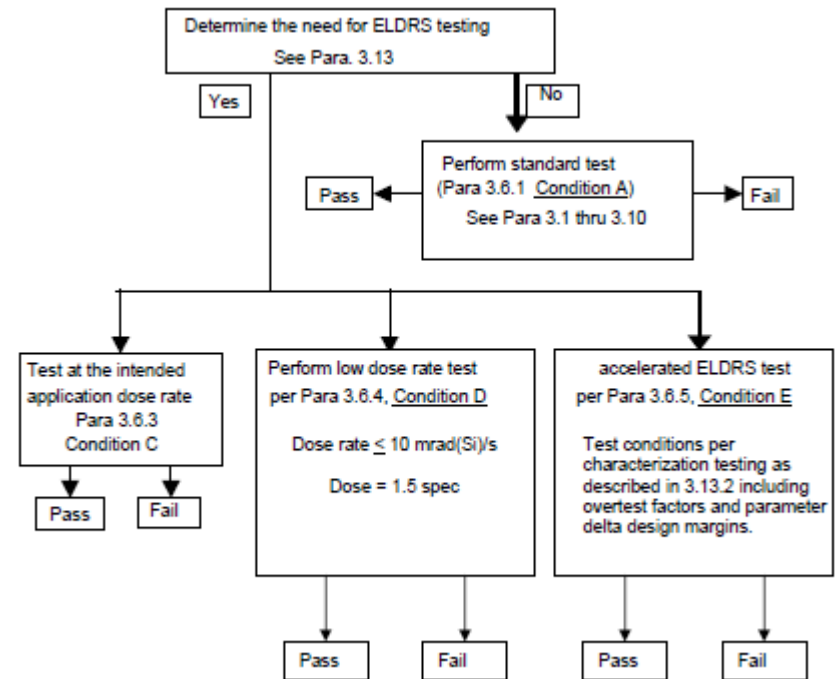 Determine the need for ELDRS testing
See Para. 3.13
Yes
No
Perform standard test
(Para 3.6.1 Condition A)
See Para 3.1 thru 3.10
Pass
Fail
Test at the intended
application dose rate
Para 3.6.3
Condition C
Pass
Fail
Perform low dose rate test
per Para 3.6.4, Condition D
Dose rate ≤ 10 mrad(Si)/s
Dose = 1.5 spec
Pass
Fail
accelerated ELDRS test
per Para 3.6.5, Condition E
Test conditions per
characterization testing as
described in 3.13.2 including
overtest factors and parameter
delta design margins.
Pass
Fail